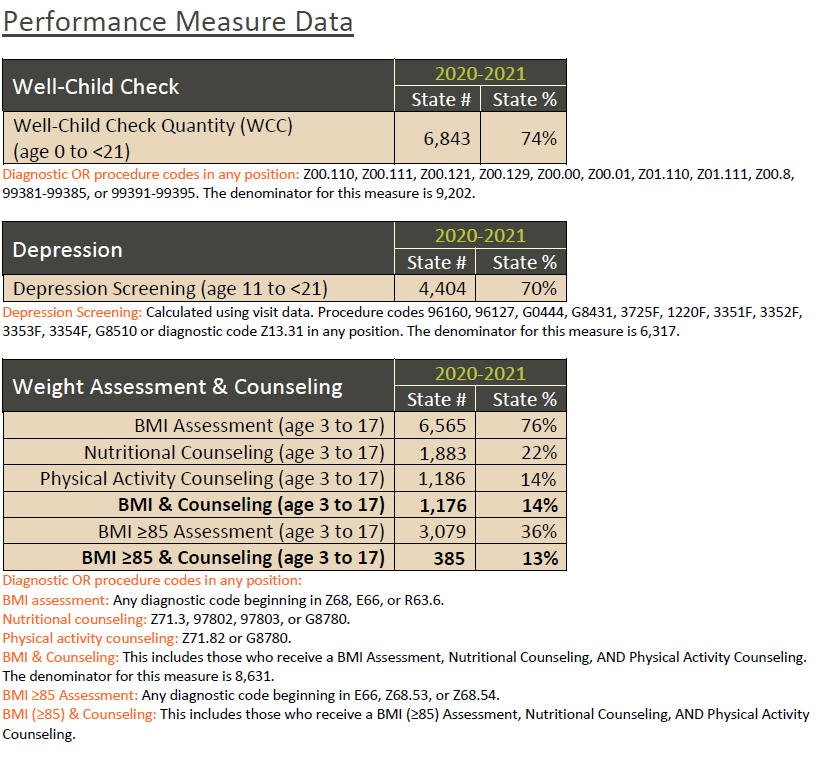 Performance Measure Data
Well-Child Check
2020-2021
State # State %
Well-Child Check Quantity (WCC)
(age 0 to <21)
6,843 74%
Diagnostic OR procedure codes in any position: Z00.110, Z00.111, Z00.121, Z00.129, Z00.00, Z00.01, Z01.110, Z01.111, Z00.8,
99381-99385, or 99391-99395. The denominator for this measure is 9,202.
Depression
2020-2021
State # State %
Depression Screening (age 11 to <21) 4,404 70%
Depression Screening: Calculated using visit data. Procedure codes 96160, 96127, G0444, G8431, 3725F, 1220F, 3351F, 3352F,
3353F, 3354F, G8510 or diagnostic code Z13.31 in any position. The denominator for this measure is 6,317.
Weight Assessment & Counseling
2020-2021
State # State %
BMI Assessment (age 3 to 17) 6,565 76%
Nutritional Counseling (age 3 to 17) 1,883 22%
Physical Activity Counseling (age 3 to 17) 1,186 14%
BMI & Counseling (age 3 to 17) 1,176 14%
BMI ≥85 Assessment (age 3 to 17) 3,079 36%
BMI ≥85 & Counseling (age 3 to 17) 385 13%
Diagnostic OR procedure codes in any position:
BMI assessment: Any diagnostic code beginning in Z68, E66, or R63.6.
Nutritional counseling: Z71.3, 97802, 97803, or G8780.
Physical activity counseling: Z71.82 or G8780.
BMI & Counseling: This includes those who receive a BMI Assessment, Nutritional Counseling, AND Physical Activity Counseling.
The denominator for this measure is 8,631.
BMI ≥85 Assessment: Any diagnostic code beginning in E66, Z68.53, or Z68.54.
BMI (≥85) & Counseling: This includes those who receive a BMI (≥85) Assessment, Nutritional Counseling, AND Physical Activity
Counseling.